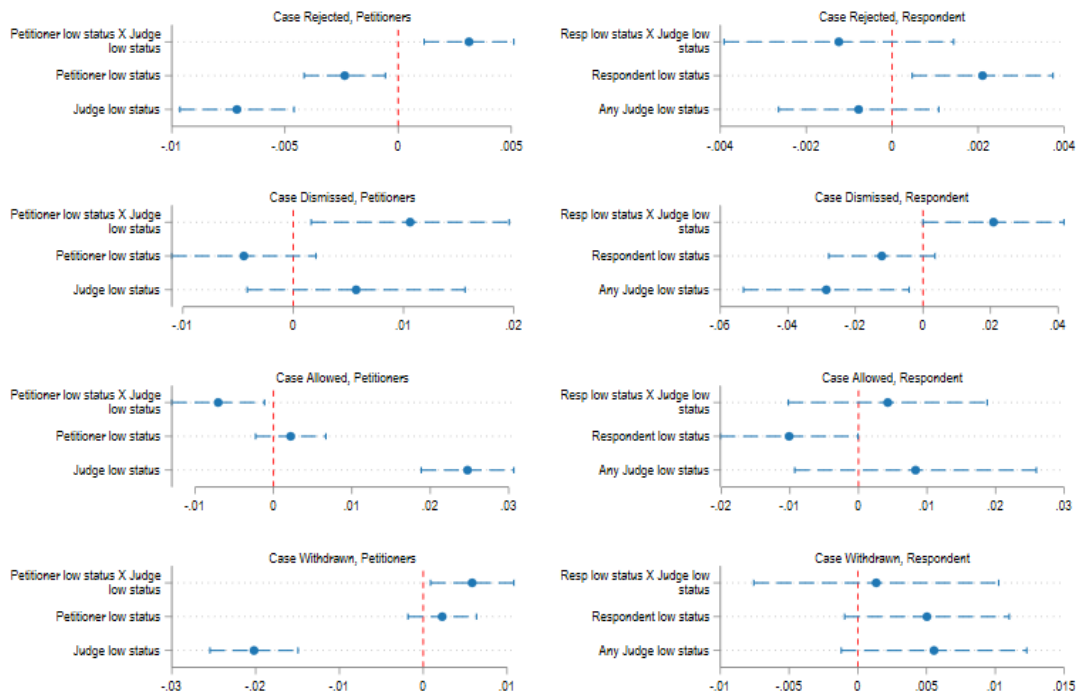 Case Rejected, Petitioners
Petitioner low status X Judge
low status
Petitioner low status
Judge low status
-.01 -.005 0 .005
Case Rejected, Respondent
Resp low status X Judge low
status
Respondent low status
Any Judge low status
-.004 -.002 0 .002 .004
Case Dismissed, Petitioners
Petitioner low status X Judge
low status
Petitioner low status
Judge low status
-.01 0 .01 .02
Case Dismissed, Respondent
Resp low status X Judge low
status
Respondent low status
Any Judge low status
-.06 -.04 -.02 0 .02 .04
Case Allowed, Petitioners
Petitioner low status X Judge
low status
Petitioner low status
Judge low status
-.01 0 .01 .02 .03
Case Allowed, Respondent
Resp low status X Judge low
status
Respondent low status
Any Judge low status
-.02 -.01 0 .01 .02 .03
Case Withdrawn, Petitioners
Petitioner low status X Judge
low status
Petitioner low status
Judge low status
-.03 -.02 -.01 0 .01
Case Withdrawn, Respondent
Resp low status X Judge low
status
Respondent low status
Any Judge low status
-.01 -.005 0 .005 .01 .015